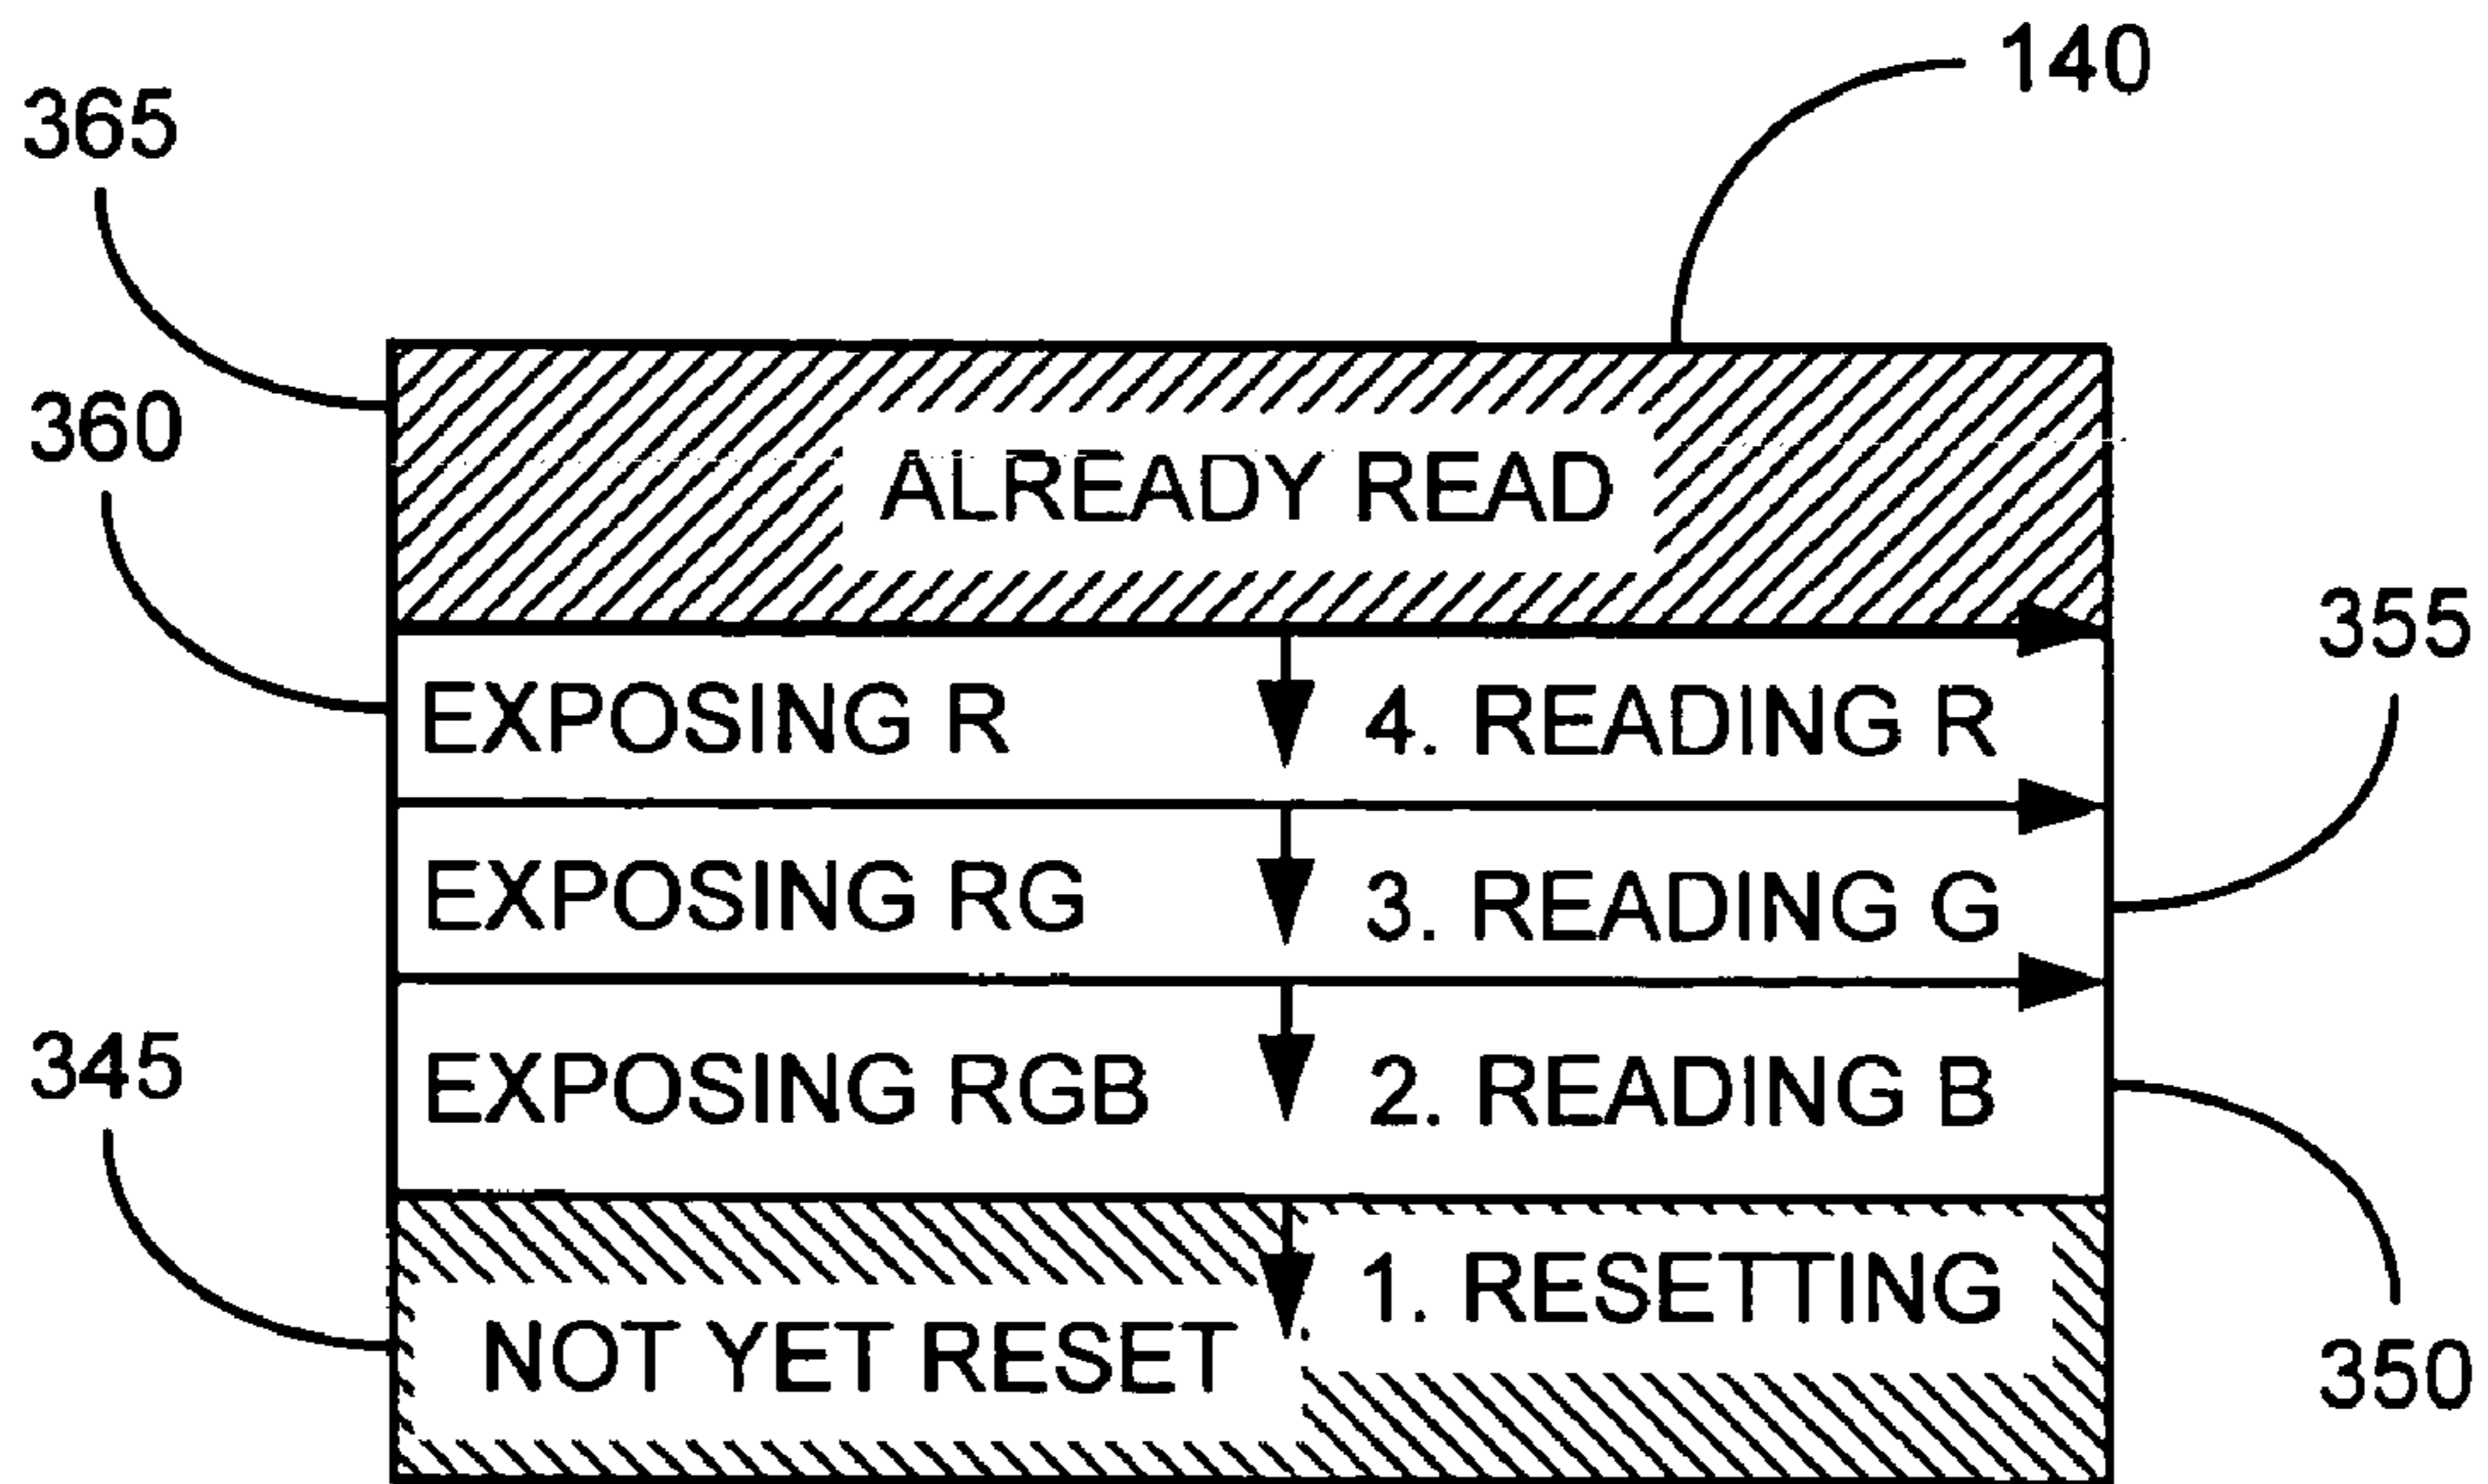 140
365
360
ALREADY READ
355
EXPOSING R
4. READING R
EXPOSING RG
3. READING G
345
EXPOSING RGB
2. READING B
1. RESETTING
NOT YET RESET
350